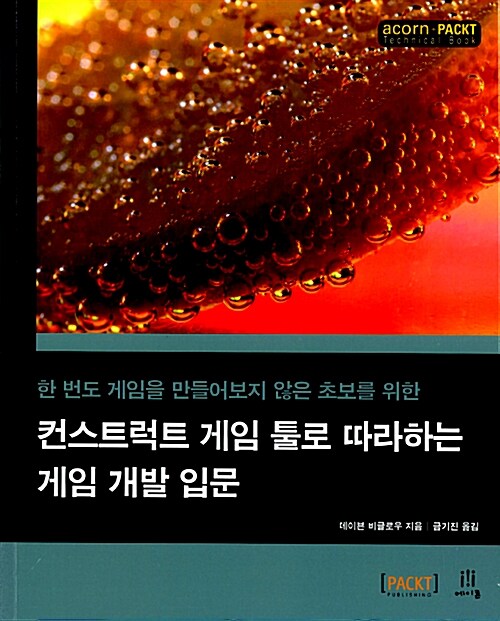 acorn+PACKT
Technical Book
한 번도 게임을 만들어보지 않은 초보를 위한
컨스트럭트 게임 툴로 따라하는
게임 개발 입문
데이븐 비글로우 지음 | 금기진 옮김
[PACKT]
PUBLISHING
에이콘